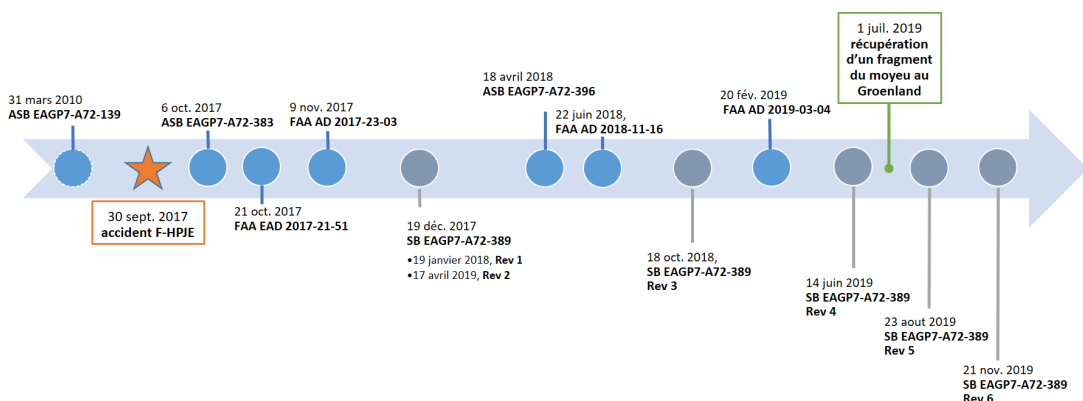 31 mars 2010
ASB EAGP7-A72-139
30 sept. 2017
accident F-HPJE
6 oct. 2017
ASB EAGP7-A72-383
21 oct. 2017
FAA EAD 2017-21-51
9 nov. 2017
FAA AD 2017-23-03
19 déc. 2017
SB EAGP7-A72-389
•19 janvier 2018, Rev 1
•17 avril 2019, Rev 2
18 avril 2018
ASB EAGP7-A72-396
22 juin 2018,
FAA AD 2018-11-16
18 oct. 2018,
SB EAGP7-A72-389
Rev 3
20 fév. 2019
FAA AD 2019-03-04
14 juin 2019
SB EAGP7-A72-389
Rev 4
1 juil. 2019
récupération
d'un fragment
du moyeu au
Groenland
23 aout 2019
SB EAGP7-A72-389
Rev 5
21 nov. 2019
SB EAGP7-A72-389
Rev 6